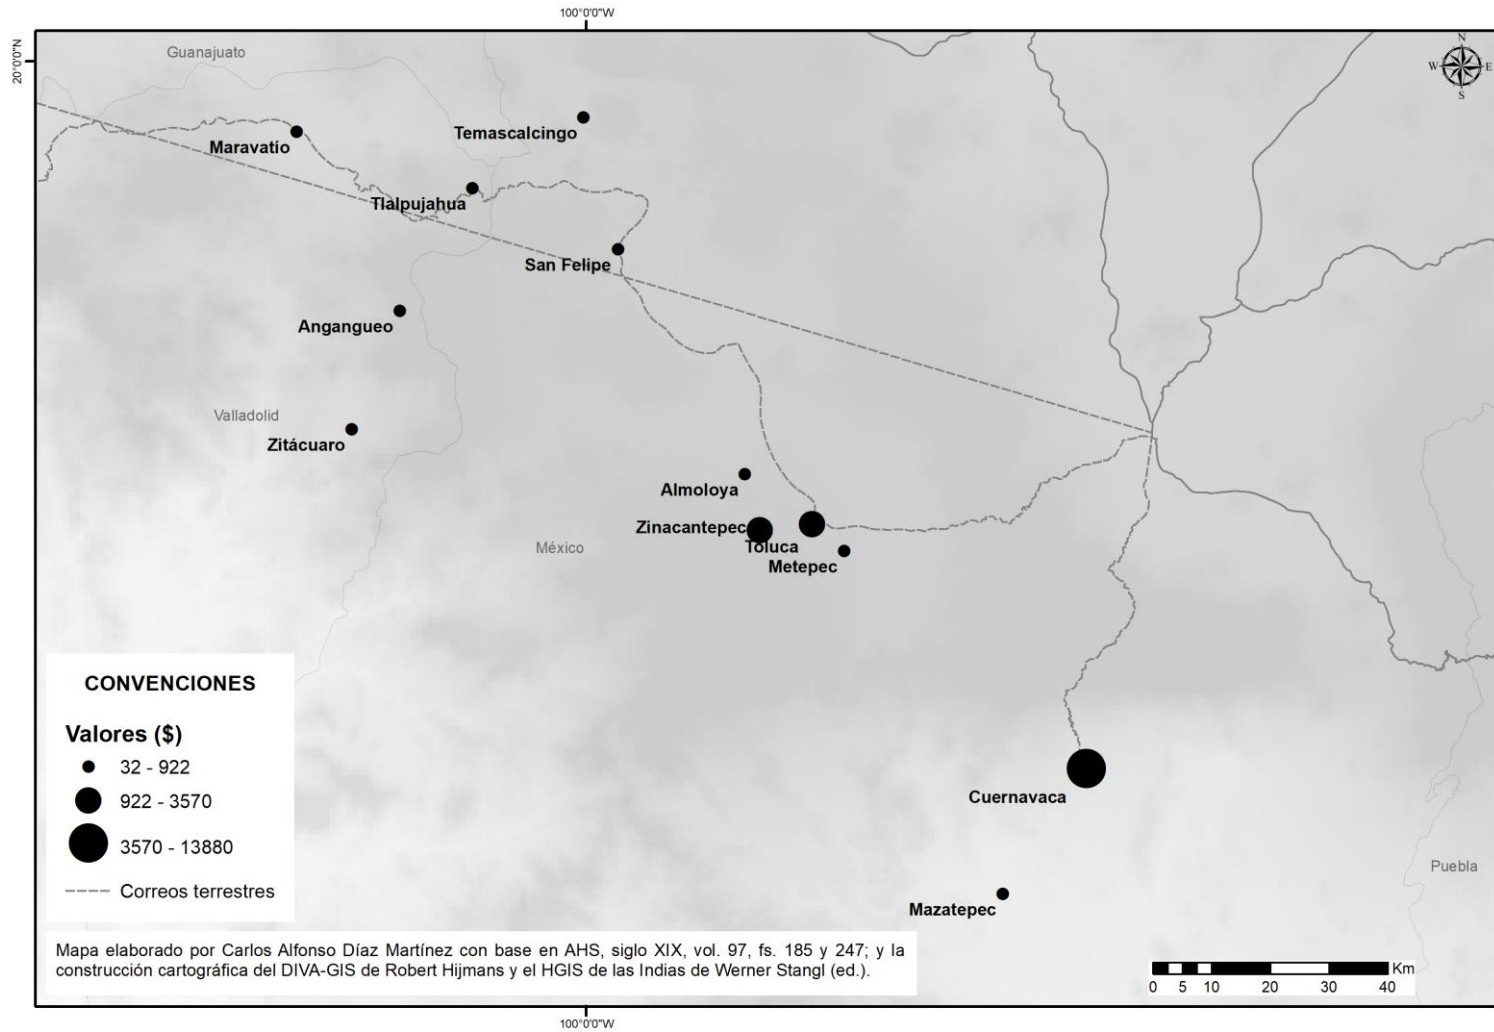 100°0'0"W
20°0'0"N
Guanajuato
N
W
E
S
Temascalcingo
Maravatío
Tlalpujahua
San Felipe
Angangueo
Valladolid
Zitácuaro
Almoloya
Zinacantepec
Toluca
México
Metepec
CONVENCIONES
Valores ($)
32 - 922
922 - 3570
3570 - 13880
Correos terrestres
Cuernavaca
Puebla
Mazatepec
Mapa elaborado por Carlos Alfonso Díaz Martínez con base en AHS, siglo XIX, vol. 97, fs. 185 y 247; y la
construcción cartográfica del DIVA-GIS de Robert Hijmans y el HGIS de las Indias de Werner Stangl (ed.).
Km
0 5 10 20 30 40
100°0'0"W